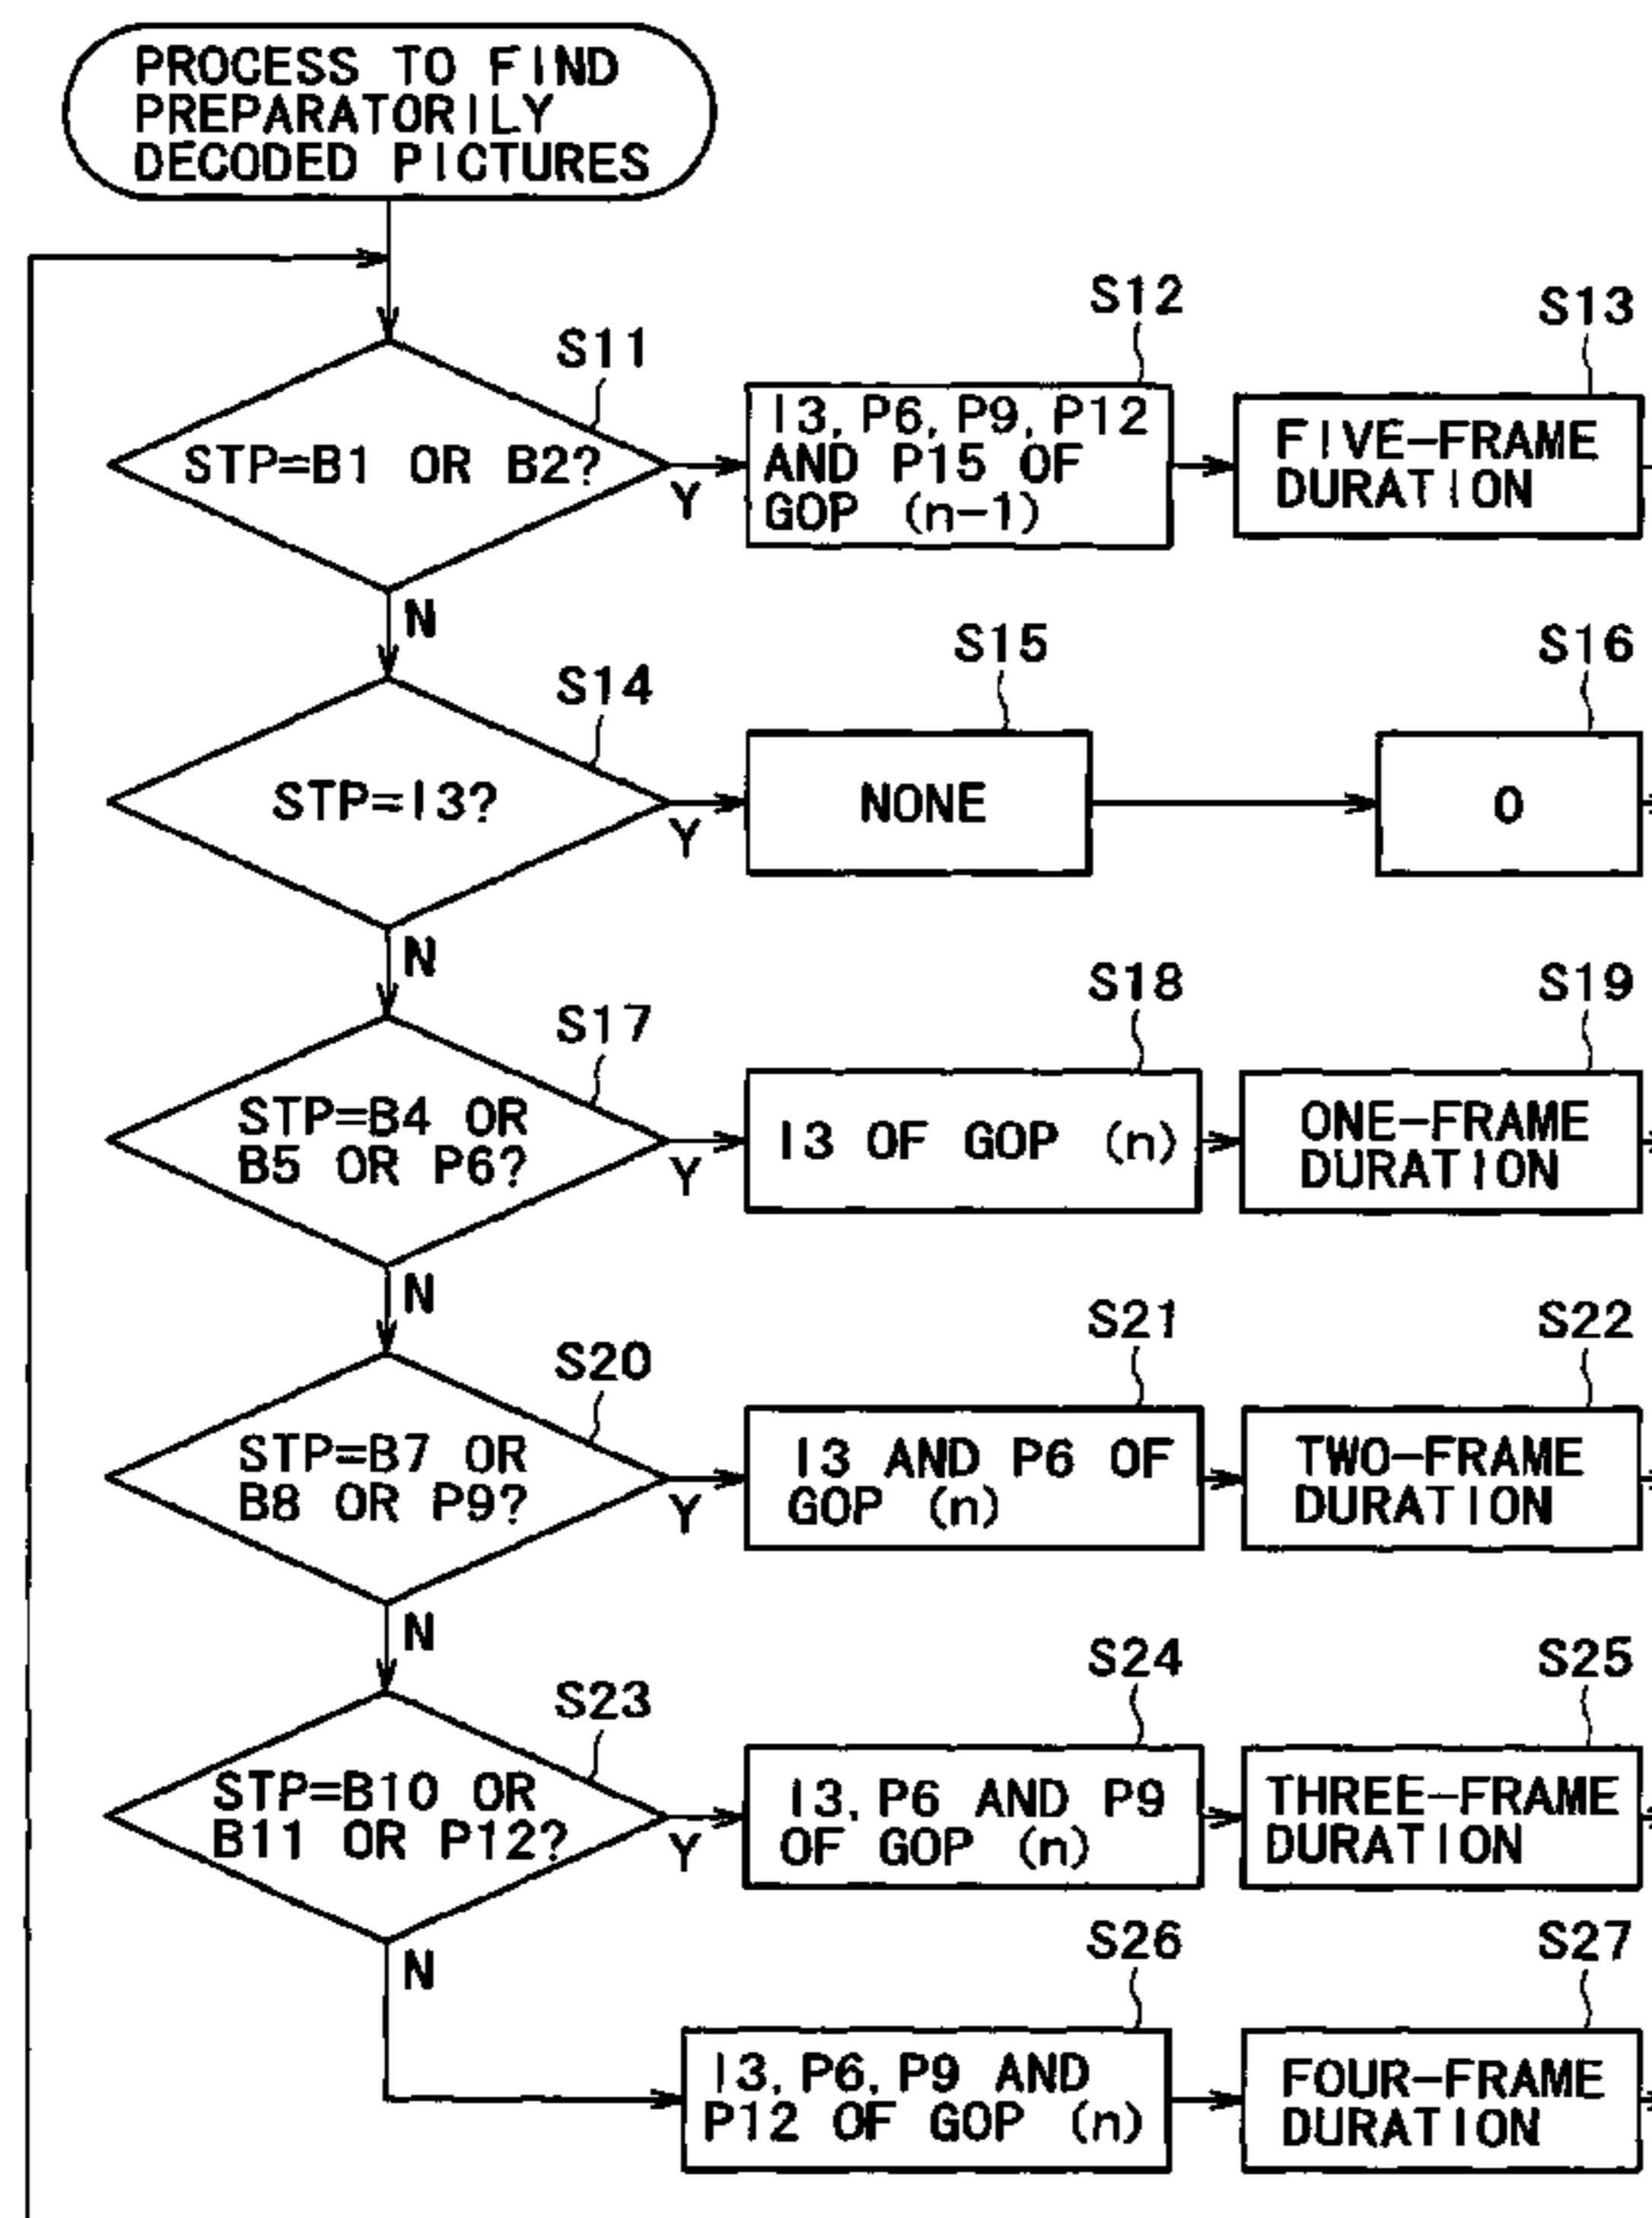 PROCESS TO FIND
PREPARATORILY
DECODED PICTURES
S11
STP=B1 OR B2?
Y
N
S12
I3, P6, P9, P12
AND P15 OF
GOP (n-1)
S13
FIVE-FRAME
DURATION
S14
STP=I3?
Y
N
S15
NONE
S16
0
S17
STP=B4 OR
B5 OR P6?
Y
N
S18
I3 OF GOP (n)
S19
ONE-FRAME
DURATION
S20
STP=B7 OR
B8 OR P9?
Y
N
S21
I3 AND P6 OF
GOP (n)
S22
TWO-FRAME
DURATION
S23
STP=B10 OR
B11 OR P12?
Y
N
S24
I3, P6 AND P9
OF GOP (n)
S25
THREE-FRAME
DURATION
S26
I3, P6, P9 AND
P12 OF GOP (n)
S27
FOUR-FRAME
DURATION